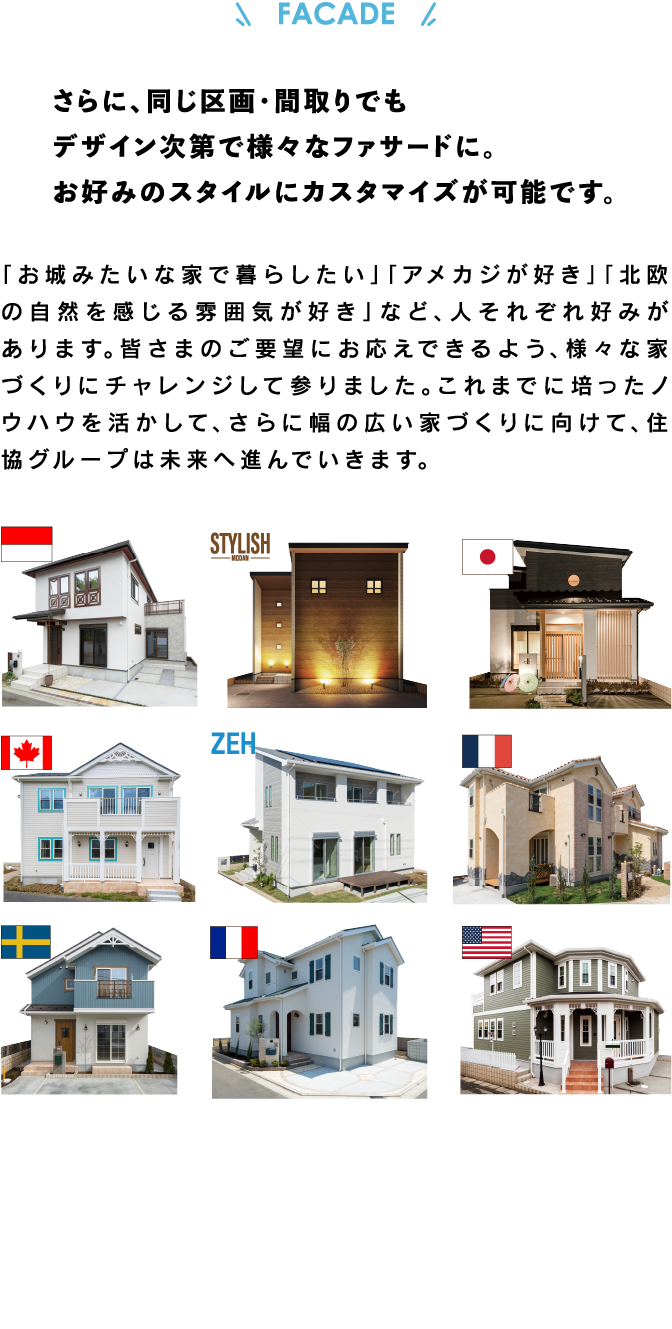 FACADE
さらに、同じ区画・間取りでも
デザイン次第で様々なファサードに。
お好みのスタイルにカスタマイズが可能です。
「お城みたいな家で暮らしたい」「アメカジが好き」「北欧
の自然を感じる雰囲気が好き」など、人それぞれ好みが
あります。皆さまのご要望にお応えできるよう、様々な家
づくりにチャレンジして参りました。これまでに培ったノ
ウハウを活かして、さらに幅の広い家づくりに向けて、住
協グループは未来へ進んでいきます。
STYLISH
MODAN
ZEH